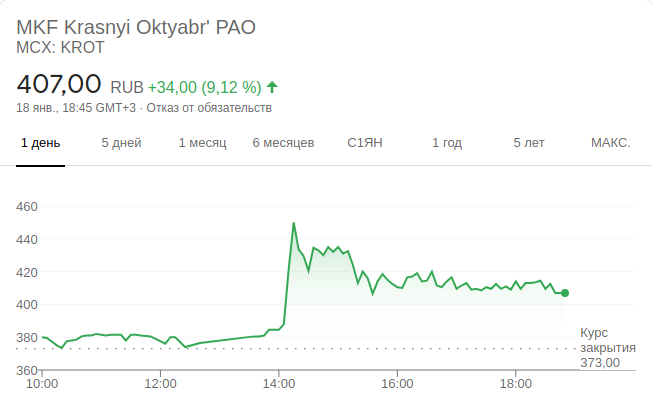 MKF Krasnyi Oktyabr' PAO
MCX: KROT
407,00 RUB +34,00 (9,12 %)
18 янв., 18:45 GMT+3 · Отказ от обязательств
1 день 5 дней 1 месяц 6 месяцев С1ЯН 1 год 5 лет МАКС.
460
440
420
400
380
360
Курс
закрытия
373,00
10:00 12:00 14:00 16:00 18:00